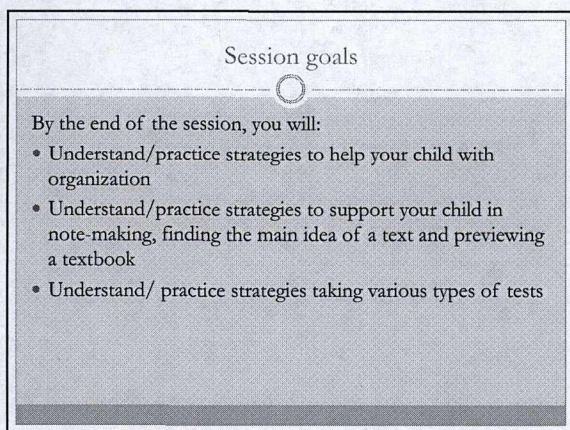 Session goals
By the end of the session, you will:
• Understand/practice strategies to help your child with
organization
• Understand/practice strategies to support your child in
note-making, finding the main idea of a text and previewing
a textbook
• Understand/ practice strategies taking various types of tests